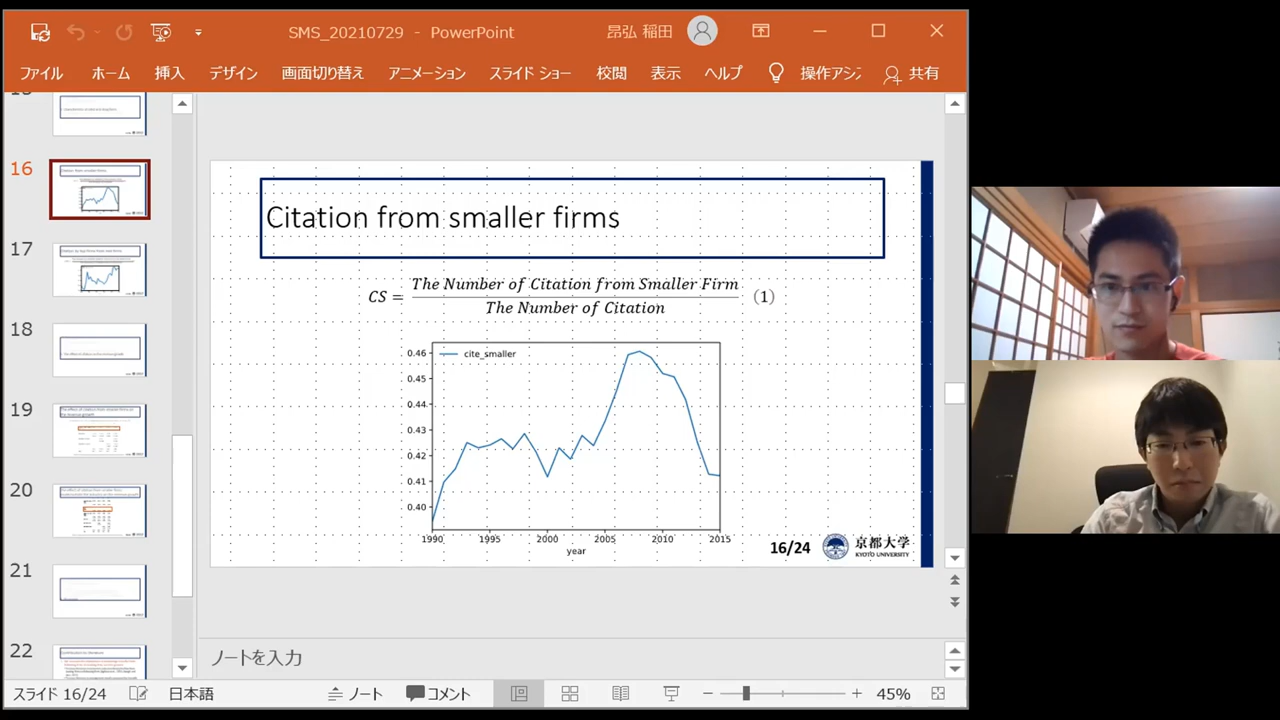 SMS_20210729 - PowerPoint
昂弘 稲田
ファイル ホーム 挿入 デザイン 画面切り替え アニメーション スライド ショー 校閲 表示 ヘルプ 操作アシ 共有
16
17
18
19
20
21
22
Citation from smaller firms
CS = The Number of Citation from Smaller Firm / The Number of Citation (1)
cite_smaller
0.46
0.45
0.44
0.43
0.42
0.41
0.40
1990 1995 2000 2005 2010 2015
year
16/24
京都大学
KYOTO UNIVERSITY
ノートを入力
スライド 16/24 日本語 ノート コメント 45%